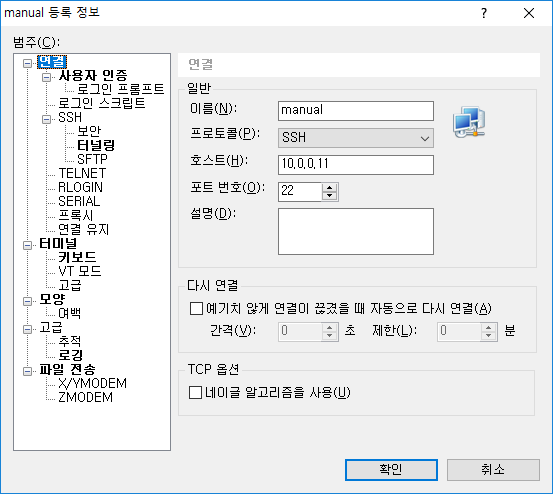 manual 등록 정보
?
범주(C):
연결
사용자 인증
로그인 프롬프트
로그인 스크립트
SSH
보안
터널링
SFTP
TELNET
RLOGIN
SERIAL
프록시
연결 유지
터미널
키보드
VT 모드
고급
모양
여백
고급
추적
로깅
파일 전송
X/YMODEM
ZMODEM
연결
일반
이름(N): manual
프로토콜(P): SSH
호스트(H): 10,0,0,11
포트 번호(O): 22
설명(D):
다시 연결
예기치 않게 연결이 끊겼을 때 자동으로 다시 연결(A)
간격(V): 0 초 제한(L): 0 분
TCP 옵션
네이글 알고리즘을 사용(U)
확인 취소